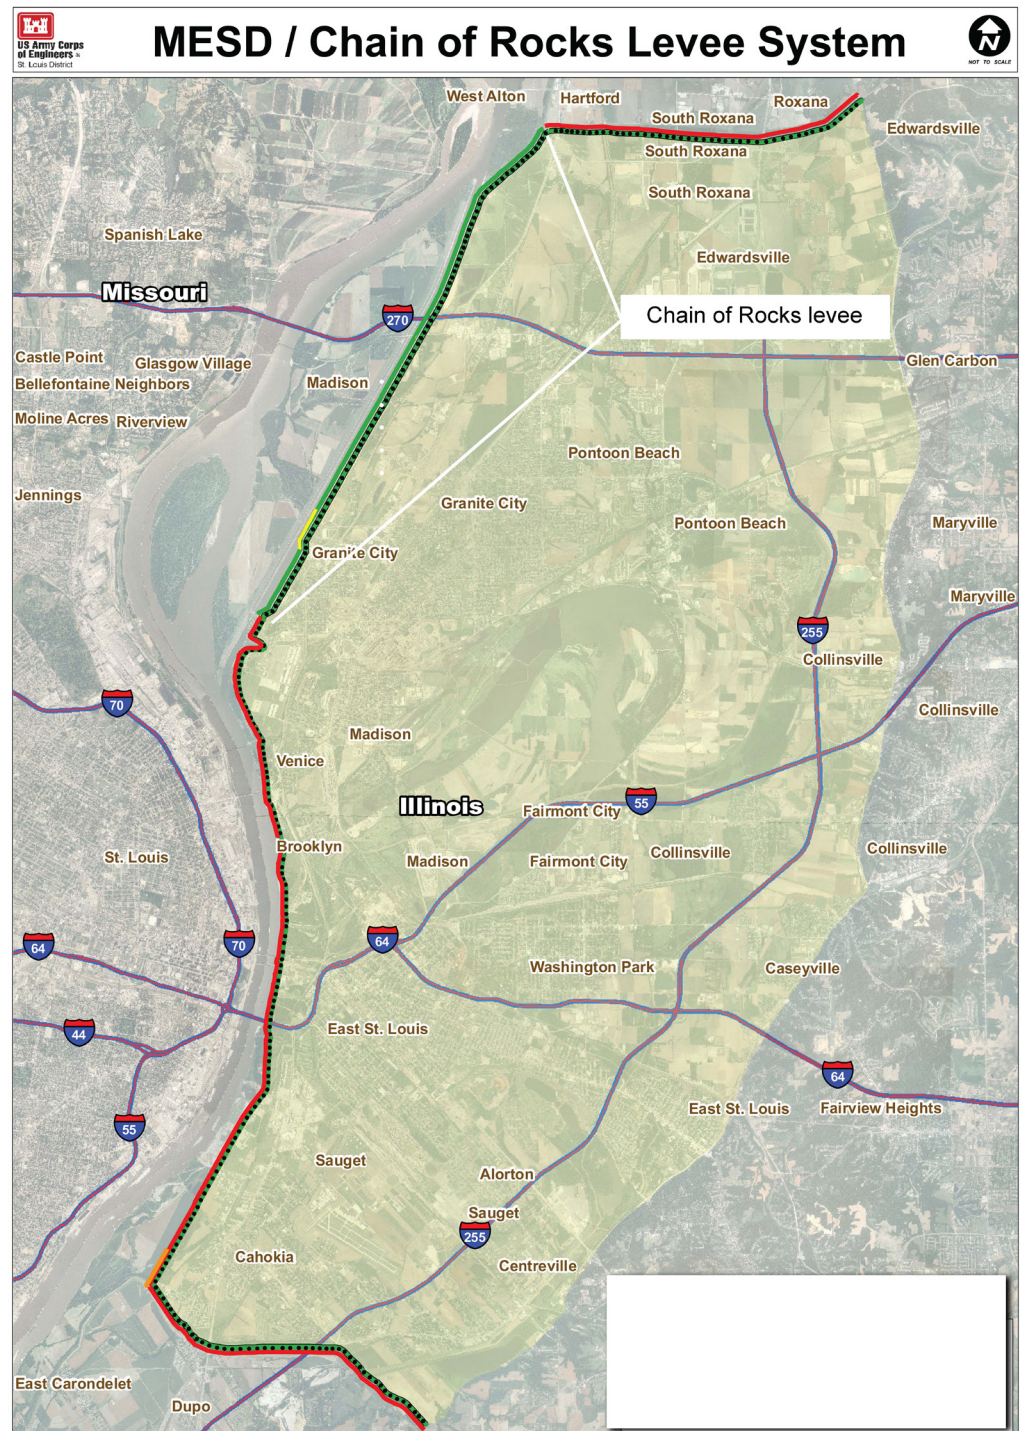 US Army Corps
of Engineers
St. Louis District
MESD / Chain of Rocks Levee System
N
NOT TO SCALE
West Alton
Hartford
Roxana
South Roxana
Edwardsville
South Roxana
South Roxana
Spanish Lake
Edwardsville
Missouri
270
Chain of Rocks levee
Castle Point
Glasgow Village
Glen Carbon
Bellefontaine Neighbors
Madison
Moline Acres
Riverview
Pontoon Beach
Jennings
Granite City
Pontoon Beach
Maryville
Granite City
Maryville
255
Collinsville
70
Collinsville
Madison
Venice
Illinois
55
Fairmont City
Brooklyn
St. Louis
Madison
Fairmont City
Collinsville
Collinsville
64
70
64
Washington Park
Caseyville
44
East St. Louis
64
55
East St. Louis
Fairview Heights
Sauget
Alorton
Sauget
255
Cahokia
Centreville
East Carondelet
Dupo